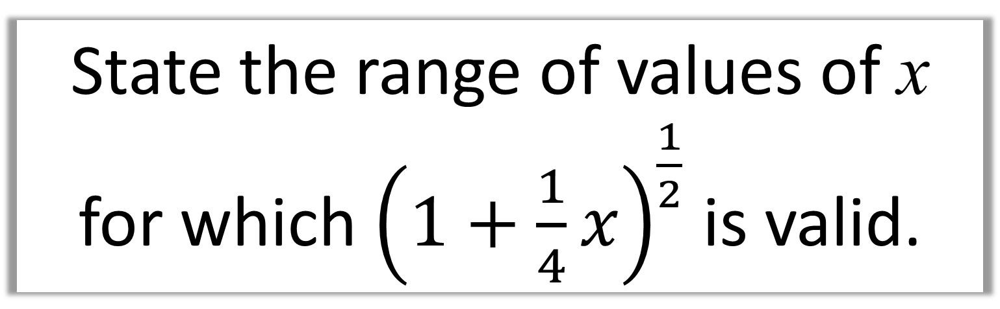 State the range of values of x
for which (1 + 1/4 x)^(1/2) is valid.